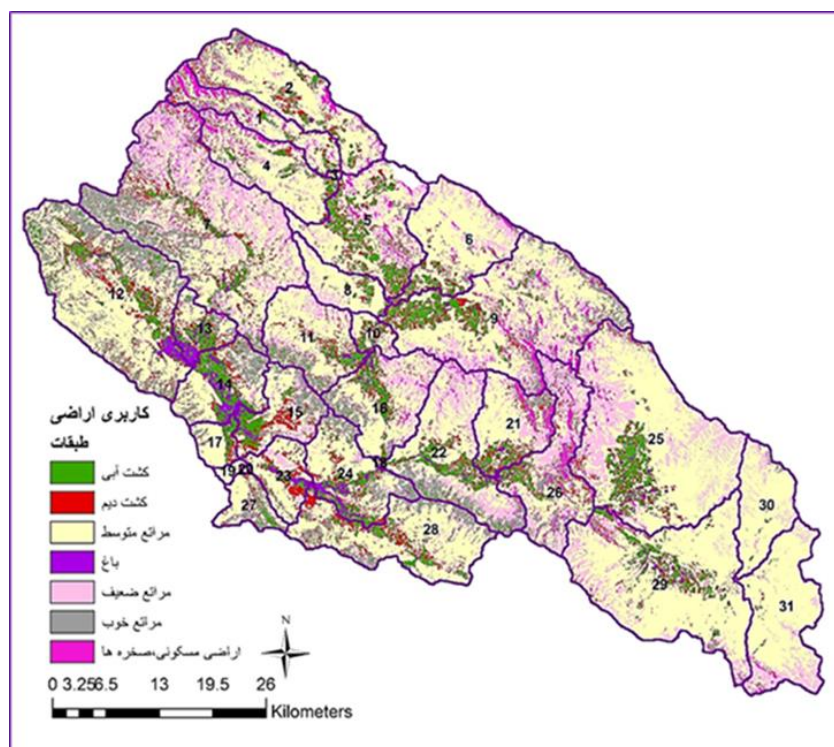 2
1
4
3
5
6
7
8
9
12
10
13
11
14
16
15
21
25
17
22
18
24
19
20
23
26
30
27
28
29
31
کاربری اراضی
طبقات
کشت آبی
کشت دیم
مراتع متوسط
باغ
مراتع ضعیف
مراتع خوب
اراضی مسکونی،صخره ها
N
0 3.25 6.5 13 19.5 26
Kilometers